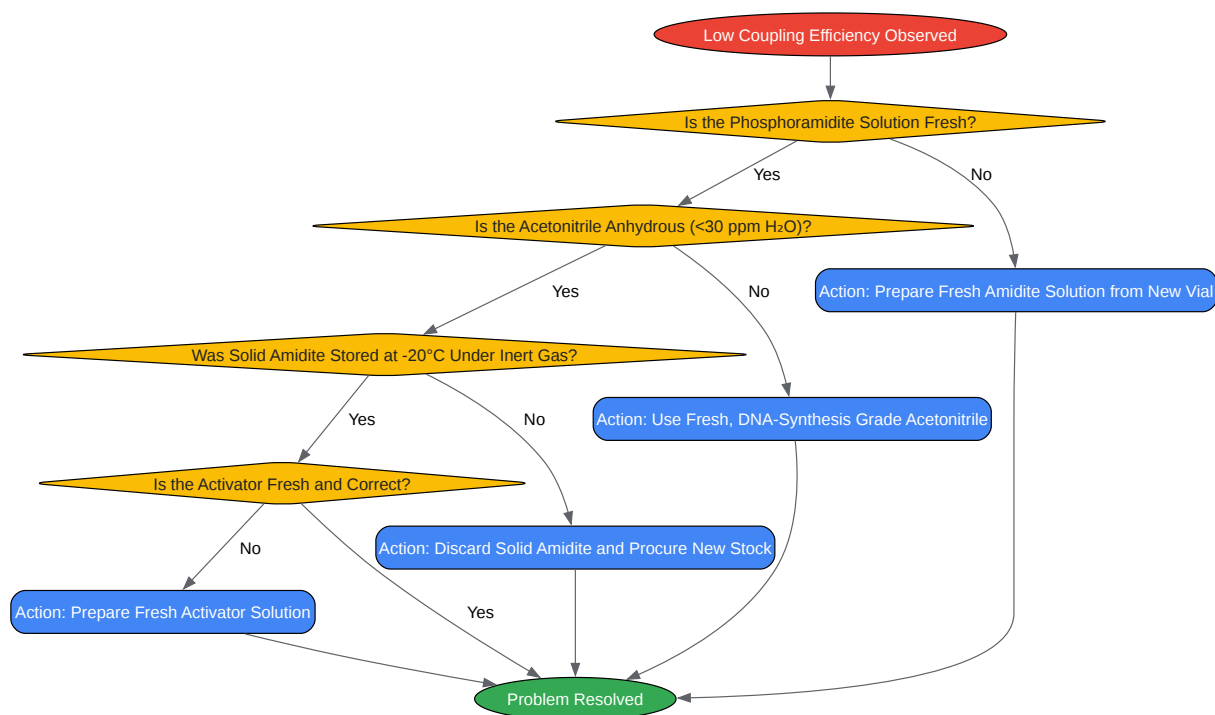 Low Coupling Efficiency Observed
Is the Phosphoramidite Solution Fresh?
Yes
No
Is the Acetonitrile Anhydrous (<30 ppm H₂O)?
Yes
No
Action: Prepare Fresh Amidite Solution from New Vial
Was Solid Amidite Stored at -20°C Under Inert Gas?
Yes
No
Action: Use Fresh, DNA-Synthesis Grade Acetonitrile
Is the Activator Fresh and Correct?
No
Action: Discard Solid Amidite and Procure New Stock
Action: Prepare Fresh Activator Solution
Yes
Problem Resolved